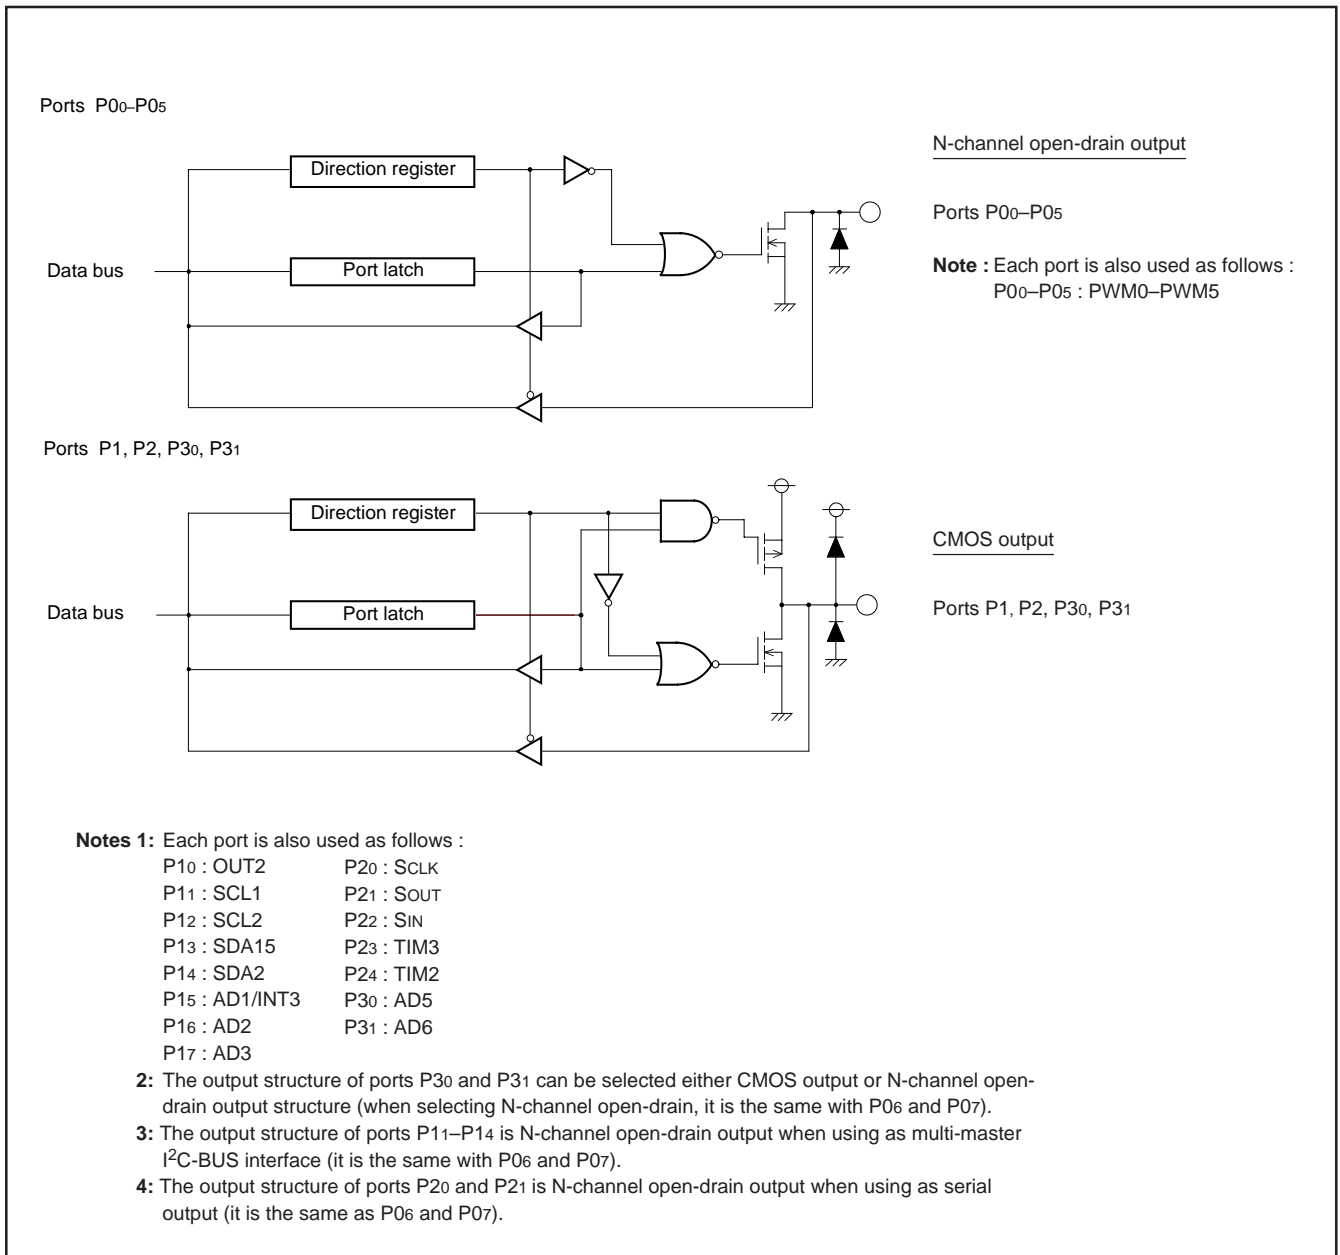 Ports P00–P05
Direction register
N-channel open-drain output
Ports P00–P05
Data bus
Port latch
Note : Each port is also used as follows :
P00–P05 : PWM0–PWM5
Ports P1, P2, P30, P31
Direction register
CMOS output
Data bus
Port latch
Ports P1, P2, P30, P31
Notes 1: Each port is also used as follows :
P10 : OUT2 P20 : SCLK
P11 : SCL1 P21 : SOUT
P12 : SCL2 P22 : SIN
P13 : SDA15 P23 : TIM3
P14 : SDA2 P24 : TIM2
P15 : AD1/INT3 P30 : AD5
P16 : AD2 P31 : AD6
P17 : AD3
2: The output structure of ports P30 and P31 can be selected either CMOS output or N-channel open-
drain output structure (when selecting N-channel open-drain, it is the same with P06 and P07).
3: The output structure of ports P11–P14 is N-channel open-drain output when using as multi-master
I2C-BUS interface (it is the same with P06 and P07).
4: The output structure of ports P20 and P21 is N-channel open-drain output when using as serial
output (it is the same as P06 and P07).